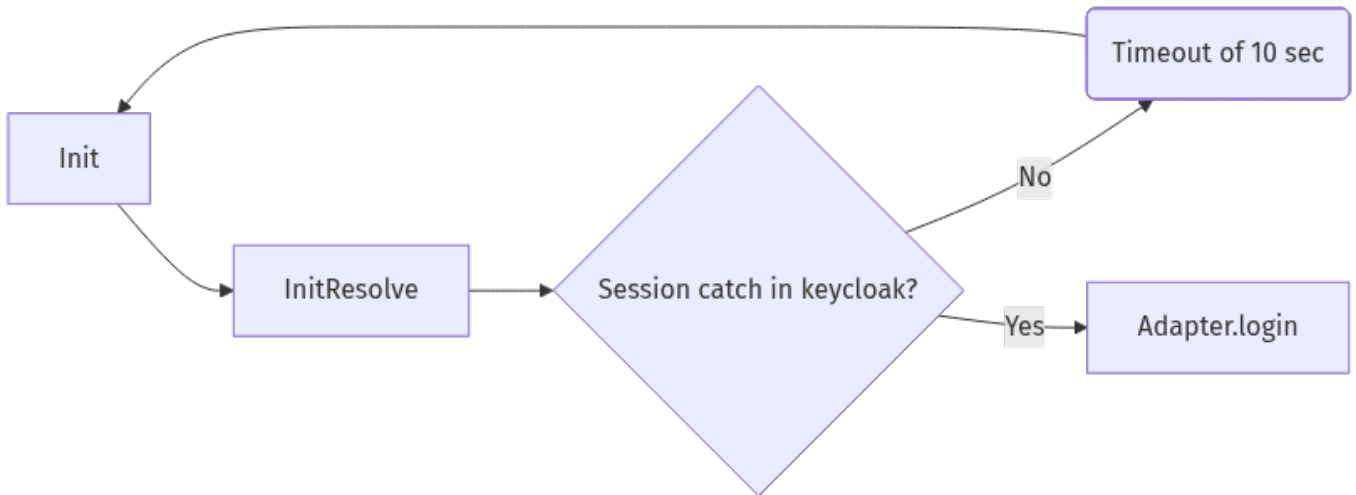 Timeout of 10 sec
Init
No
InitResolve
Session catch in keycloak?
Yes
Adapter.login